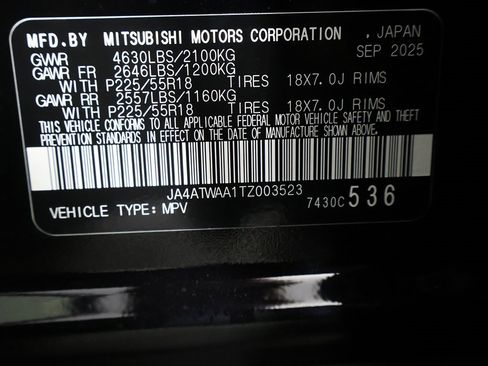 MFD.BY MITSUBISHI MOTORS CORPORATION , JAPAN
GVWR 4630LBS/2100KG SEP 2025
GAWR FR 2646LBS/1200KG
WITH P225/55R18 TIRES 18X7.0J RIMS
GAWR RR 2557LBS/1160KG
WITH P225/55R18 TIRES 18X7.0J RIMS
THIS VEHICLE CONFORMS TO ALL APPLICABLE FEDERAL MOTOR VEHICLE SAFETY, BUMPER, AND THEFT
PREVENTION STANDARDS IN EFFECT ON THE DATE OF MANUFACTURE SHOWN ABOVE.
JA4ATWAA1TZ003523
VEHICLE TYPE: MPV 7430C 536